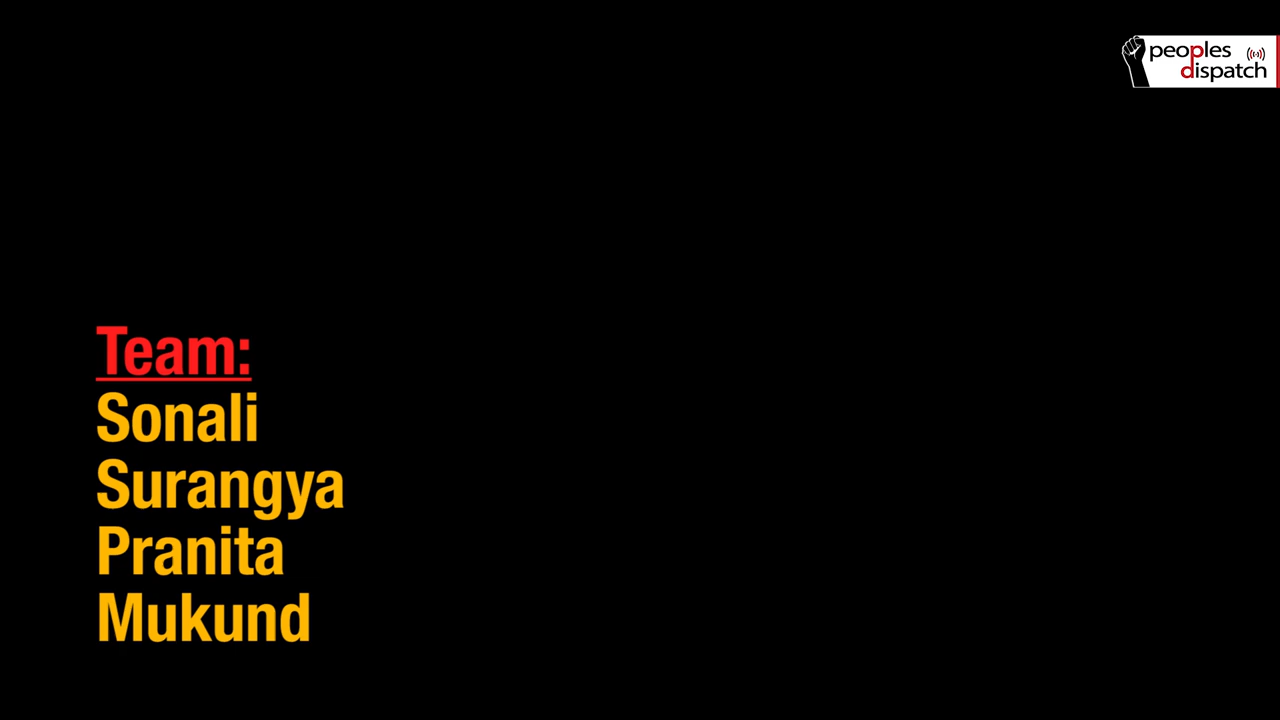 peoples
dispatch
Team:
Sonali
Surangya
Pranita
Mukund